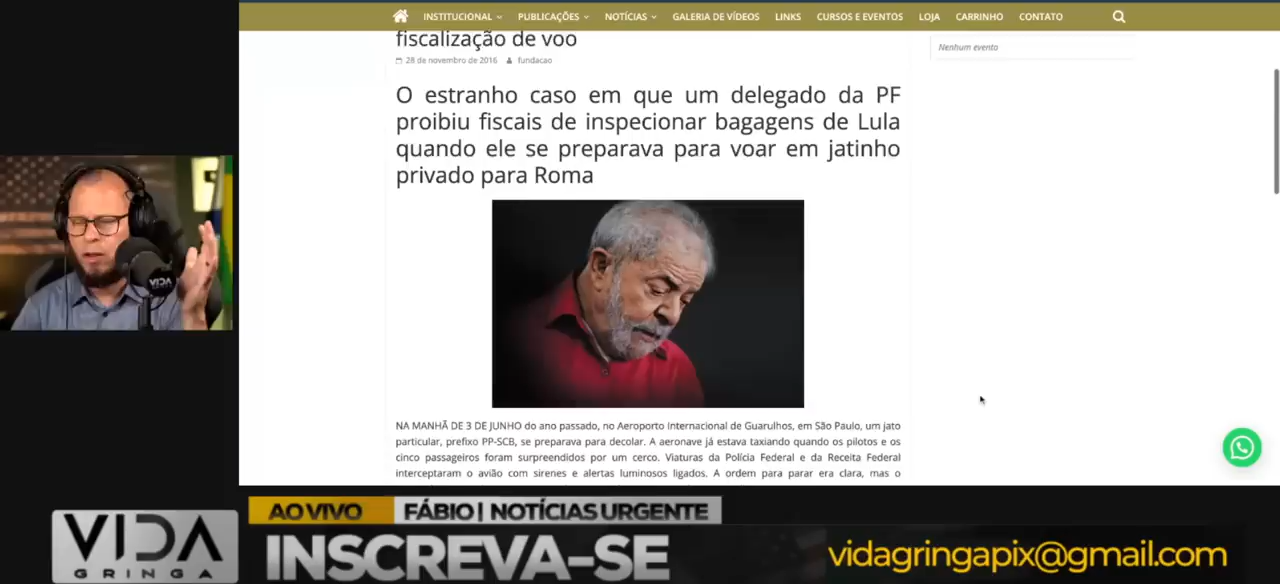 INSTITUCIONAL PUBLICAÇÕES NOTÍCIAS GALERIA DE VÍDEOS LINKS CURSOS E EVENTOS LOJA CARRINHO CONTATO
fiscalização de voo
28 de novembro de 2016 fundacao
Nenhum evento
O estranho caso em que um delegado da PF
proibiu fiscais de inspecionar bagagens de Lula
quando ele se preparava para voar em jatinho
privado para Roma
NA MANHÃ DE 3 DE JUNHO do ano passado, no Aeroporto Internacional de Guarulhos, em São Paulo, um jato
particular, prefixo PP-SCB, se preparava para decolar. A aeronave já estava taxiando quando os pilotos e os
cinco passageiros foram surpreendidos por um cerco. Viaturas da Polícia Federal e da Receita Federal
interceptaram o avião com sirenes e alertas luminosos ligados. A ordem para parar era clara, mas o
VIDA
AO VIVO FÁBIO | NOTÍCIAS URGENTE
VIDA
GRINGA
INSCREVA-SE
vidagringapix@gmail.com